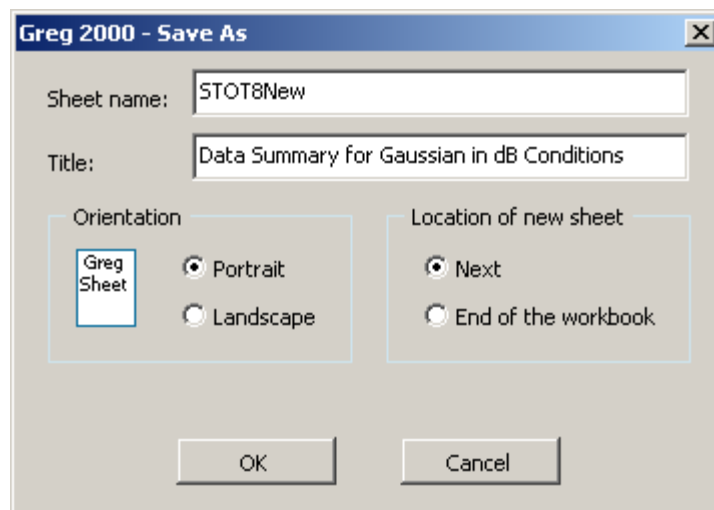 Greg 2000 - Save As
Sheet name:
STOT8New
Title:
Data Summary for Gaussian in dB Conditions
Orientation
Greg
Sheet
Portrait
Landscape
Location of new sheet
Next
End of the workbook
OK
Cancel